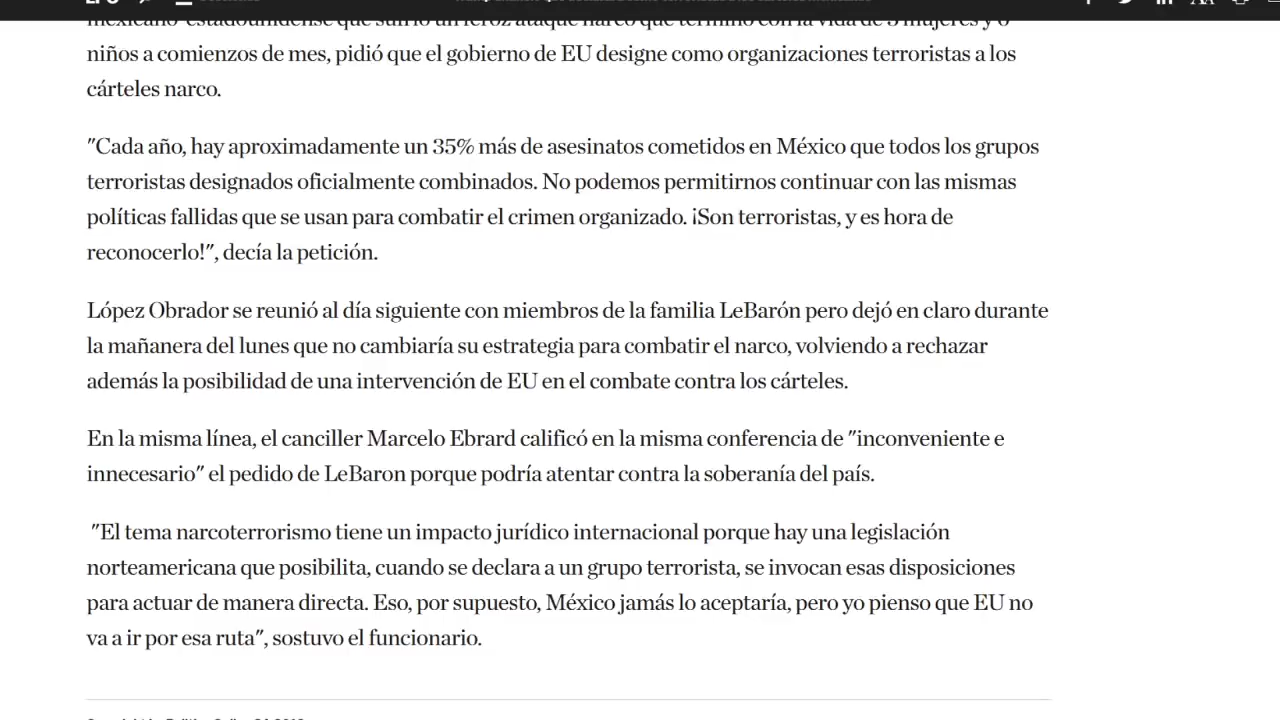 mexicano-estadounidense que sufrió un feroz ataque narco que terminó con la vida de 3 mujeres y 6
niños a comienzos de mes, pidió que el gobierno de EU designe como organizaciones terroristas a los
cárteles narco.
"Cada año, hay aproximadamente un 35% más de asesinatos cometidos en México que todos los grupos
terroristas designados oficialmente combinados. No podemos permitirnos continuar con las mismas
políticas fallidas que se usan para combatir el crimen organizado. ¡Son terroristas, y es hora de
reconocerlo!", decía la petición.
López Obrador se reunió al día siguiente con miembros de la familia LeBarón pero dejó en claro durante
la mañanera del lunes que no cambiaría su estrategia para combatir el narco, volviendo a rechazar
además la posibilidad de una intervención de EU en el combate contra los cárteles.
En la misma línea, el canciller Marcelo Ebrard calificó en la misma conferencia de "inconveniente e
innecesario" el pedido de LeBaron porque podría atentar contra la soberanía del país.
"El tema narcoterrorismo tiene un impacto jurídico internacional porque hay una legislación
norteamericana que posibilita, cuando se declara a un grupo terrorista, se invocan esas disposiciones
para actuar de manera directa. Eso, por supuesto, México jamás lo aceptaría, pero yo pienso que EU no
va a ir por esa ruta", sostuvo el funcionario.